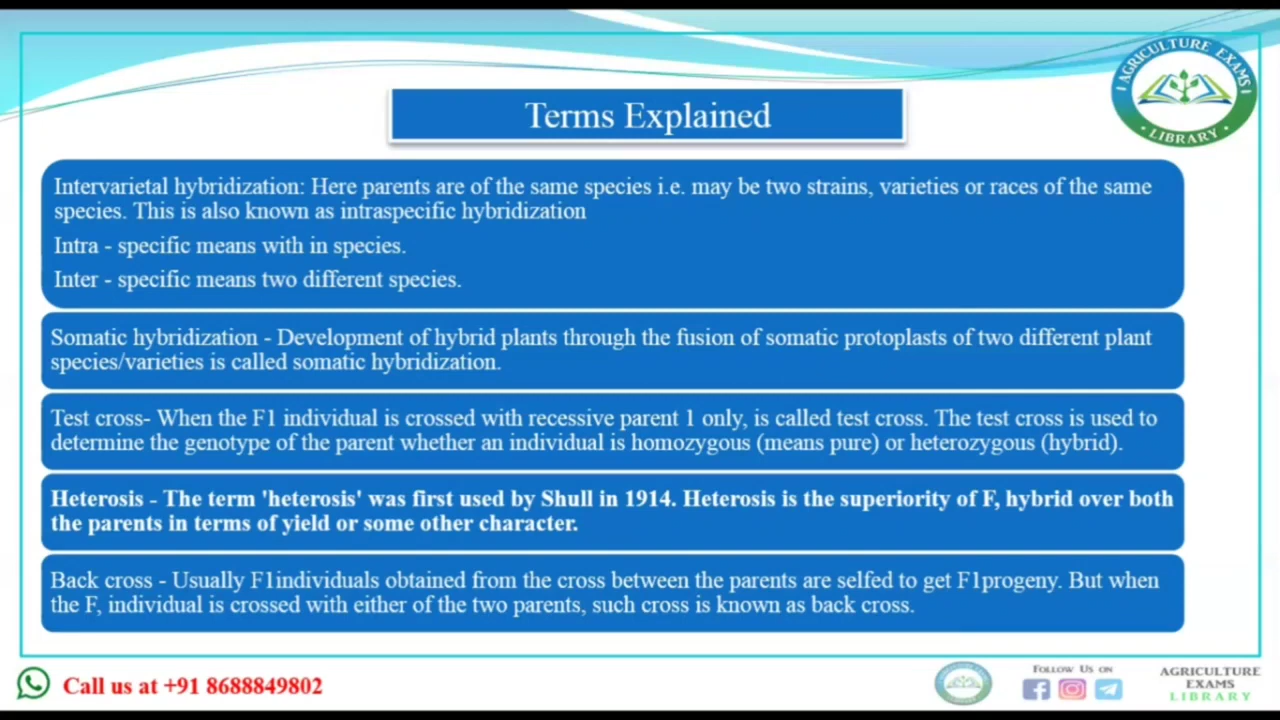 AGRICULTURE EXAMS
LIBRARY
Terms Explained
Intervarietal hybridization: Here parents are of the same species i.e. may be two strains, varieties or races of the same
species. This is also known as intraspecific hybridization
Intra - specific means with in species.
Inter - specific means two different species.
Somatic hybridization - Development of hybrid plants through the fusion of somatic protoplasts of two different plant
species/varieties is called somatic hybridization.
Test cross- When the F1 individual is crossed with recessive parent 1 only, is called test cross. The test cross is used to
determine the genotype of the parent whether an individual is homozygous (means pure) or heterozygous (hybrid).
Heterosis - The term 'heterosis' was first used by Shull in 1914. Heterosis is the superiority of F, hybrid over both
the parents in terms of yield or some other character.
Back cross - Usually F1individuals obtained from the cross between the parents are selfed to get F1progeny. But when
the F, individual is crossed with either of the two parents, such cross is known as back cross.
Call us at +91 8688849802
FOLLOW US ON
AGRICULTURE
EXAMS
LIBRARY